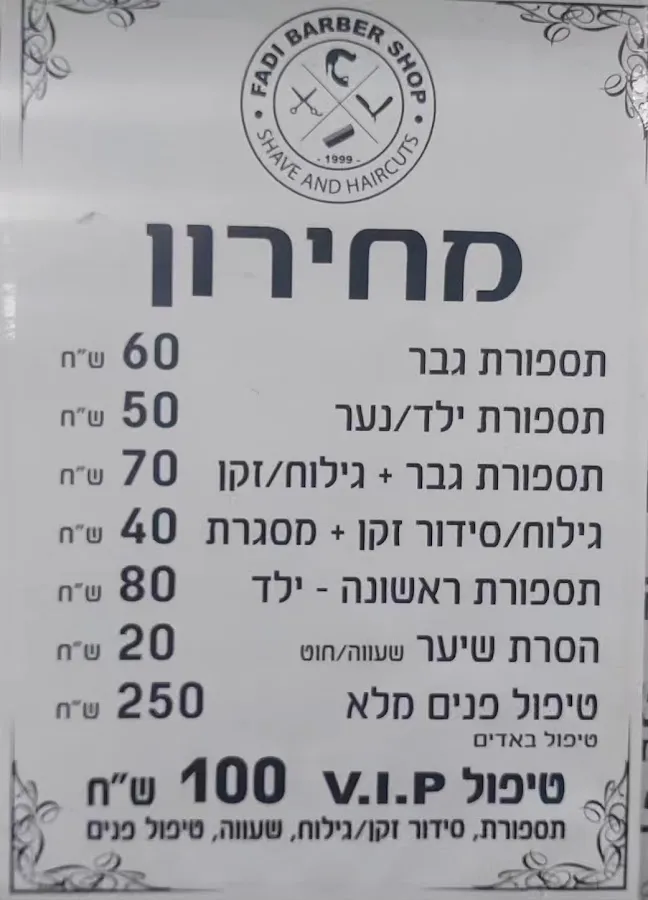 FADI BARBER SHOP
SHAVE AND HAIRCUTS
- 1999 -
מחירון
תספורת גבר 60 ש״ח
תספורת ילד/נער 50 ש״ח
תספורת גבר + גילוח/זקן 70 ש״ח
גילוח/סידור זקן + מסגרת 40 ש״ח
תספורת ראשונה - ילד 80 ש״ח
הסרת שיער שעווה/חוט 20 ש״ח
טיפול פנים מלא 250 ש״ח
טיפול באדים
טיפול V.I.P 100 ש״ח
תספורת, סידור זקן/גילוח, שעווה, טיפול פנים